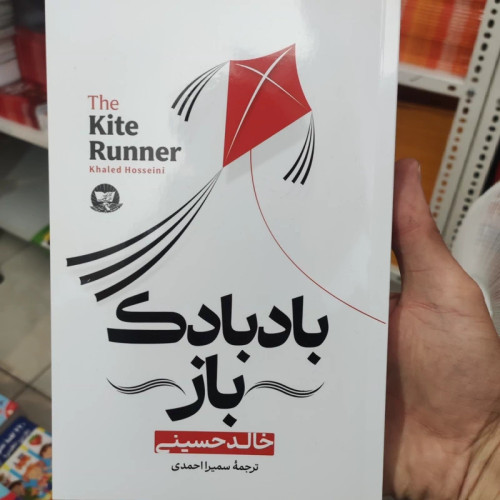 The
Kite
Runner
Khaled Hosseini
بادبادک
باز
خالد حسینی
ترجمهٔ سمیرا احمدی